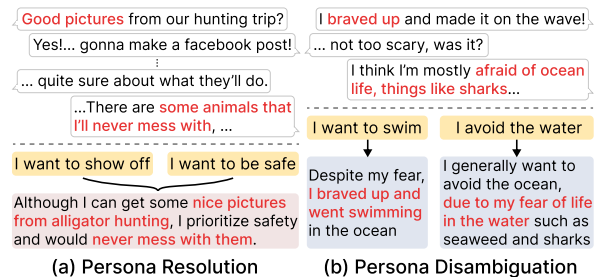 Good pictures from our hunting trip?
Yes!... gonna make a facebook post!
... quite sure about what they'll do.
...There are some animals that
I'll never mess with, ...
I want to show off
I want to be safe
Although I can get some nice pictures
from alligator hunting, I prioritize safety
and would never mess with them.
(a) Persona Resolution
I braved up and made it on the wave!
... not too scary, was it?
I think I'm mostly afraid of ocean
life, things like sharks...
I want to swim
I avoid the water
Despite my fear,
I braved up and
went swimming
in the ocean
I generally want to
avoid the ocean,
due to my fear of life
in the water such as
seaweed and sharks
(b) Persona Disambiguation